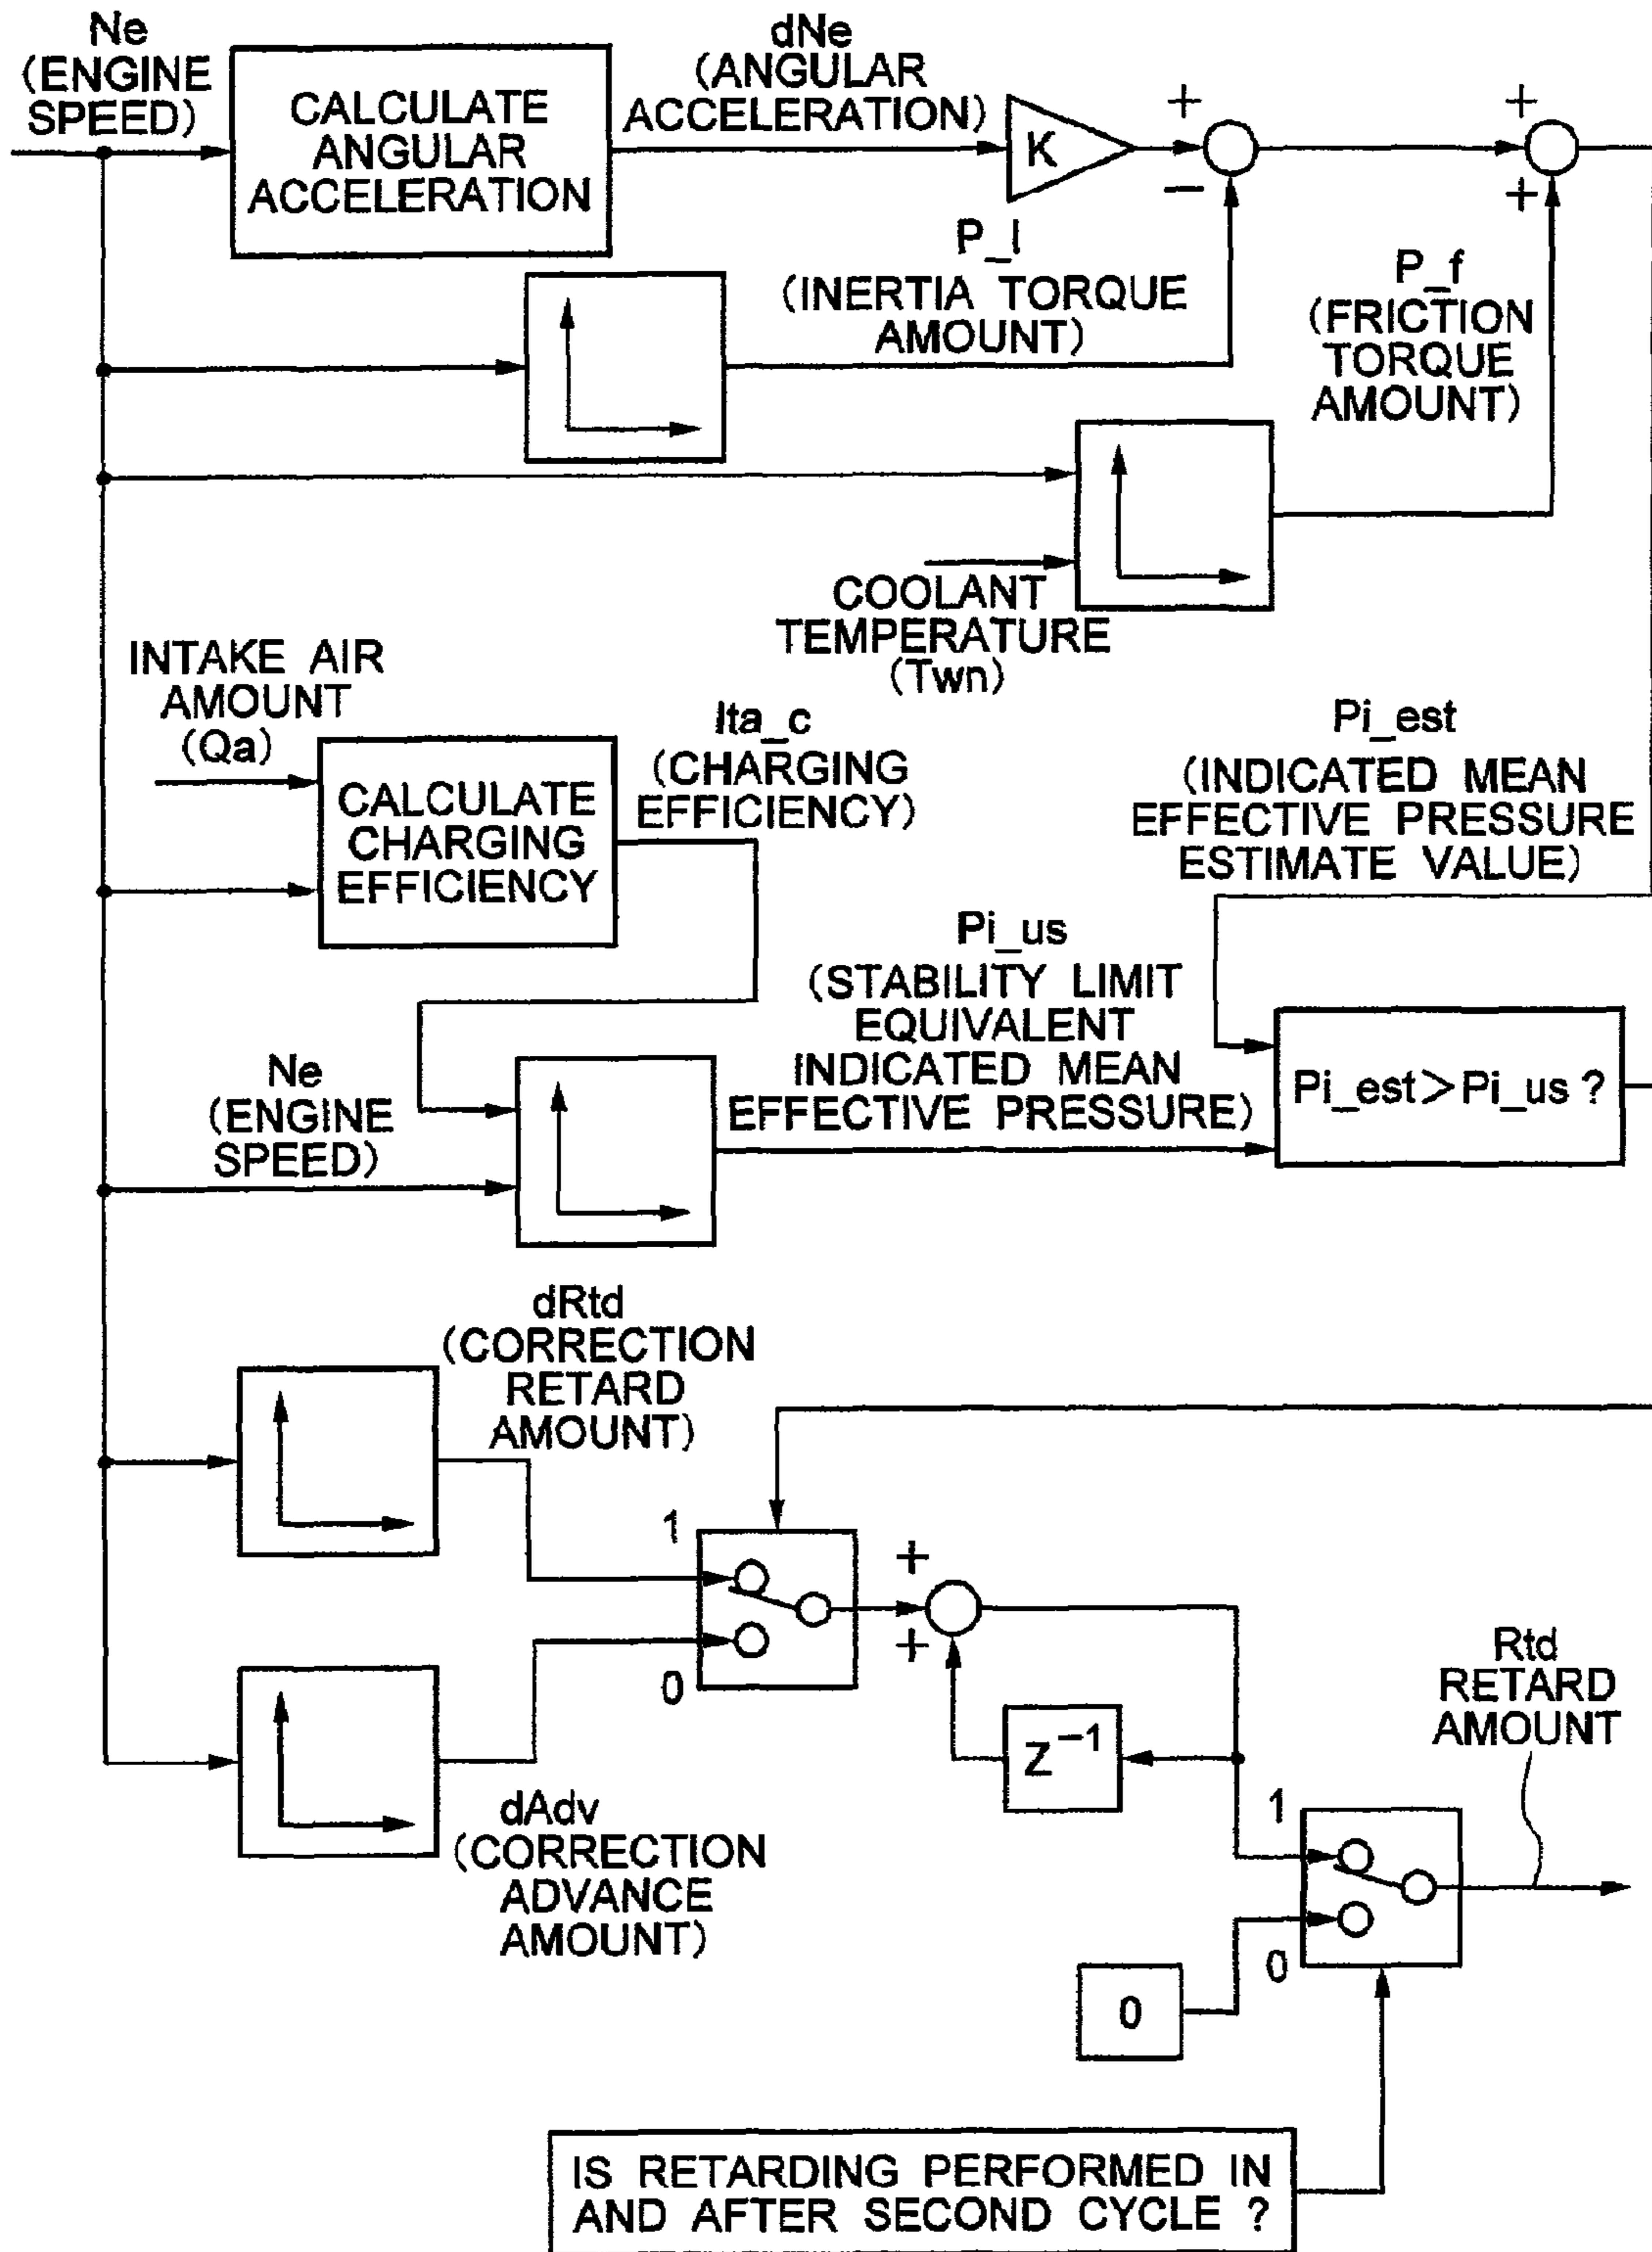 Ne
(ENGINE
SPEED)
CALCULATE
ANGULAR
ACCELERATION
dNe
(ANGULAR
ACCELERATION)
K
+
−
+
+
P_I
(INERTIA TORQUE
AMOUNT)
P_f
(FRICTION
TORQUE
AMOUNT)
COOLANT
TEMPERATURE
(Twn)
INTAKE AIR
AMOUNT
(Qa)
CALCULATE
CHARGING
EFFICIENCY
Ita_c
(CHARGING
EFFICIENCY)
Pi_est
(INDICATED MEAN
EFFECTIVE PRESSURE
ESTIMATE VALUE)
Pi_us
(STABILITY LIMIT
EQUIVALENT
INDICATED MEAN
EFFECTIVE PRESSURE)
Ne
(ENGINE
SPEED)
Pi_est>Pi_us ?
dRtd
(CORRECTION
RETARD
AMOUNT)
1
0
+
+
Z⁻¹
dAdv
(CORRECTION
ADVANCE
AMOUNT)
Rtd
RETARD
AMOUNT
1
0
0
IS RETARDING PERFORMED IN
AND AFTER SECOND CYCLE ?